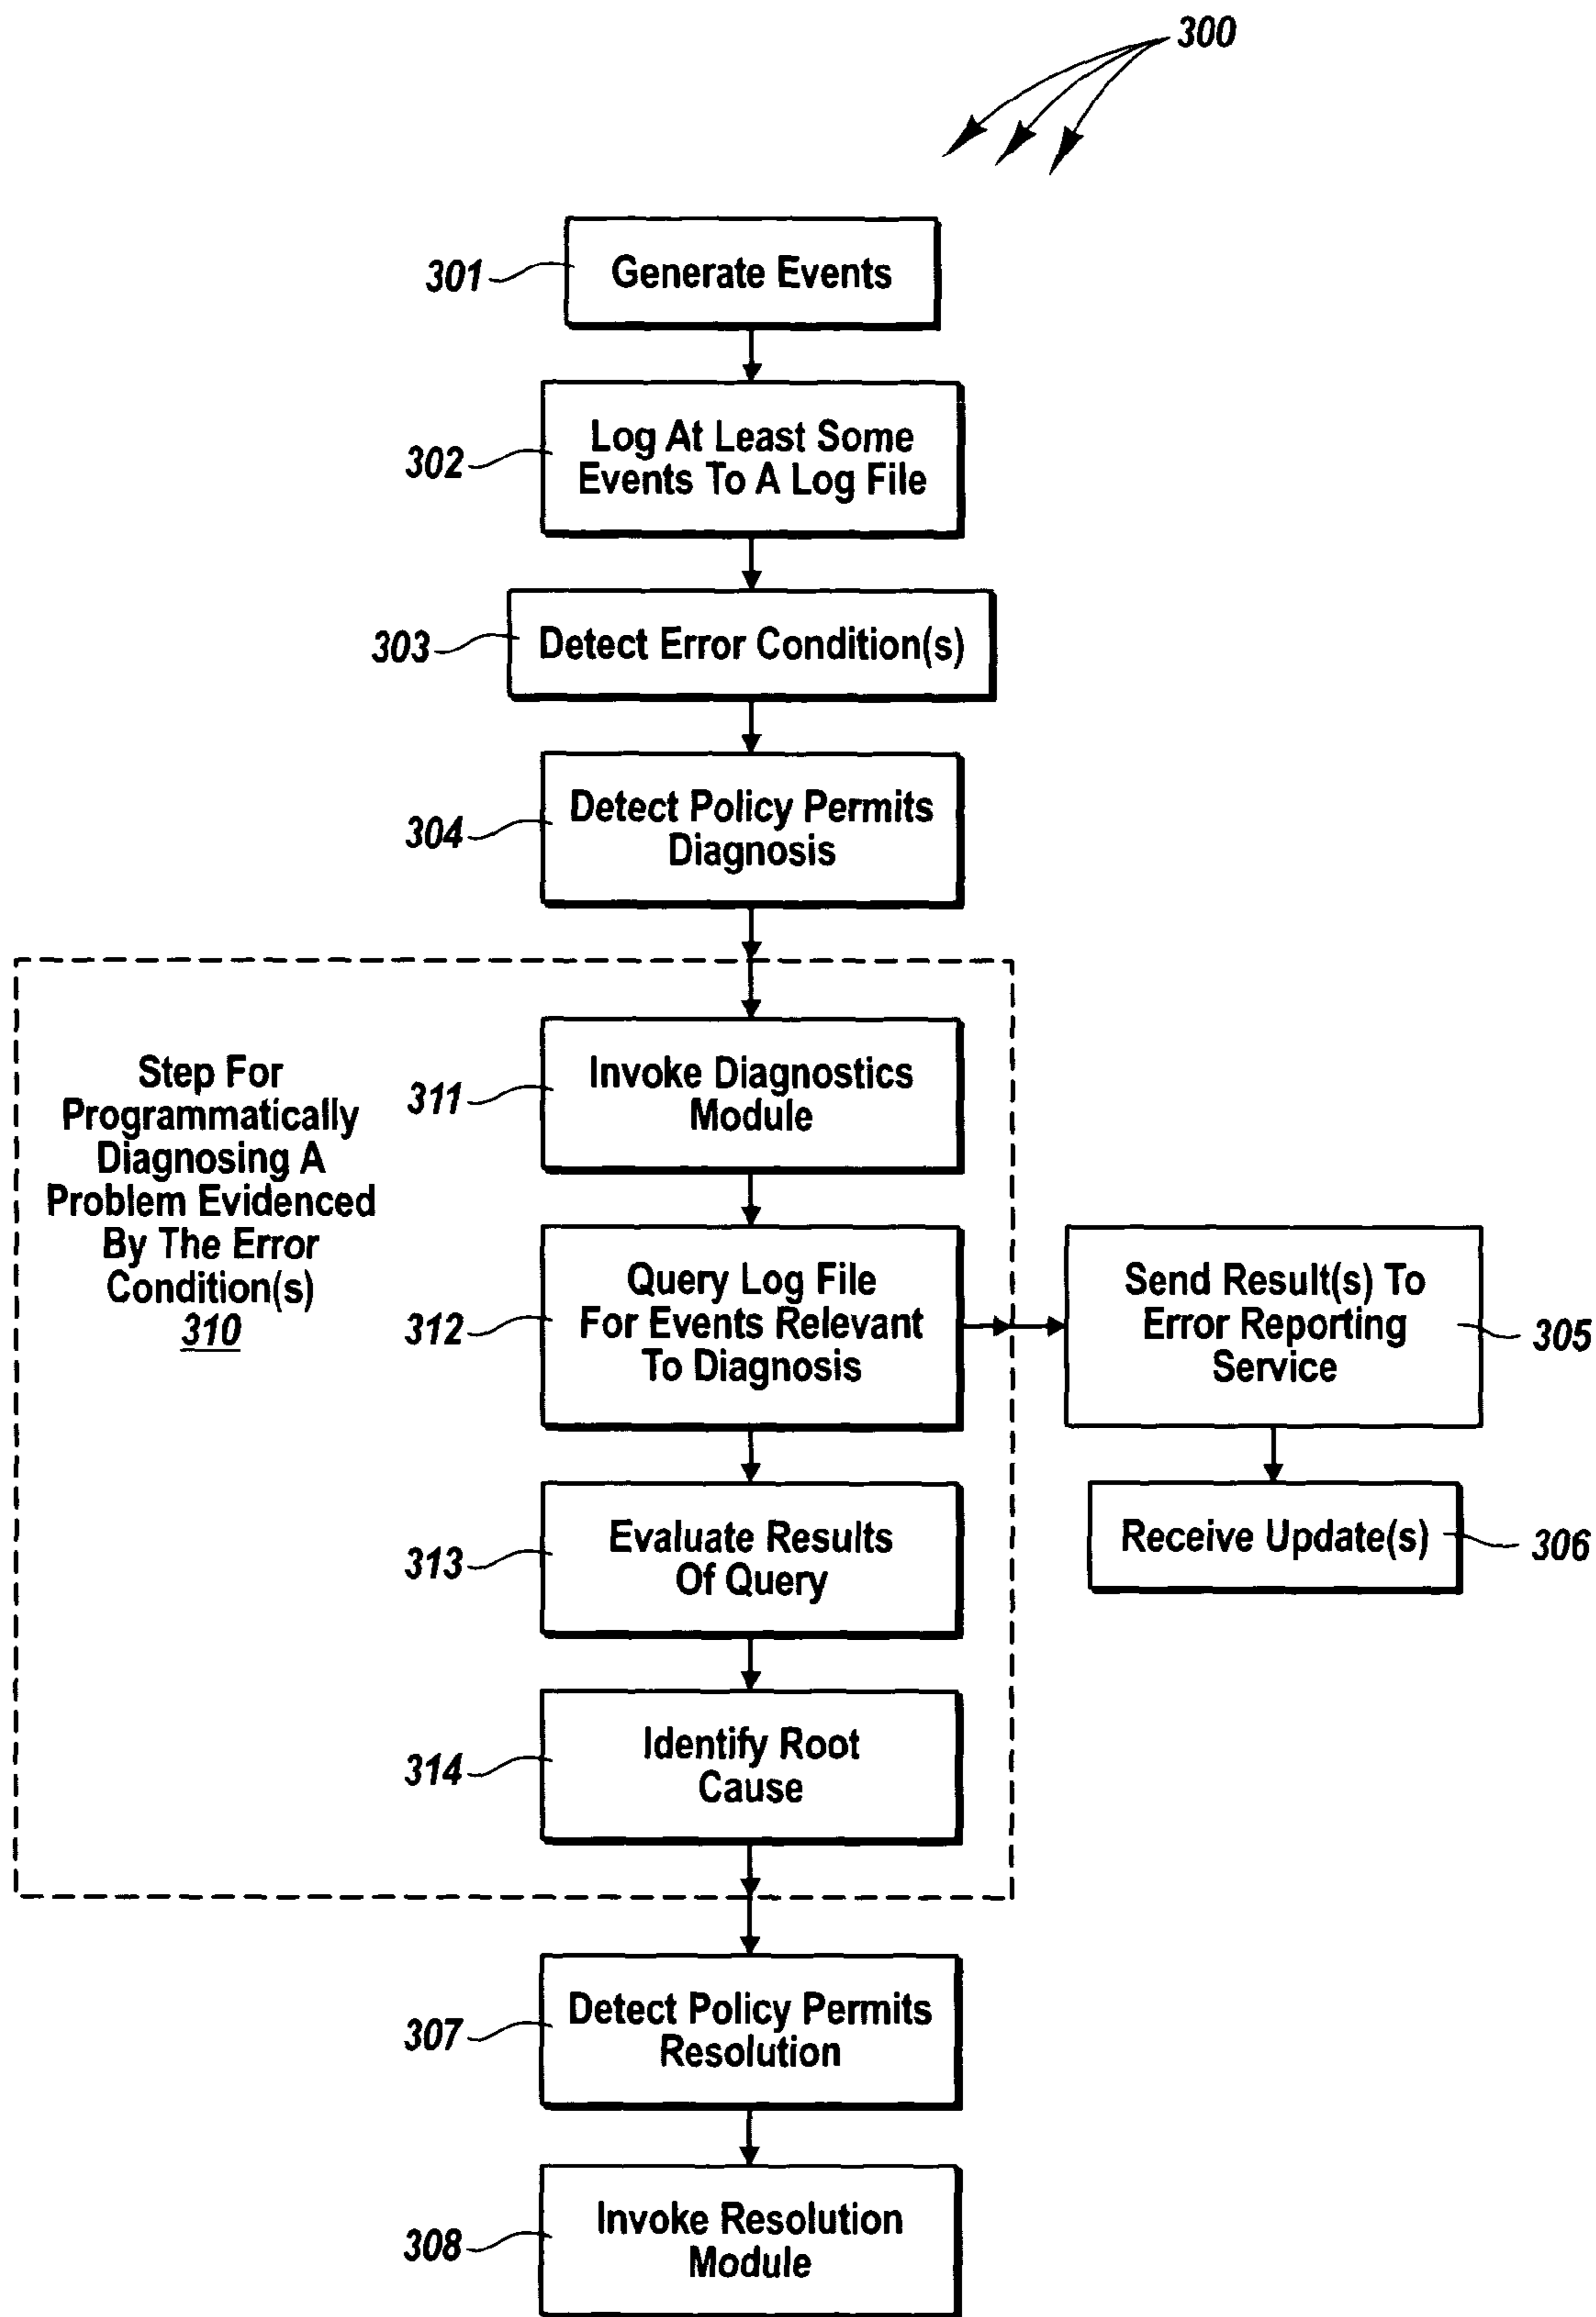 300
301
Generate Events
302
Log At Least Some
Events To A Log File
303
Detect Error Condition(s)
304
Detect Policy Permits
Diagnosis
Step For
Programmatically
Diagnosing A
Problem Evidenced
By The Error
Condition(s)
310
311
Invoke Diagnostics
Module
312
Query Log File
For Events Relevant
To Diagnosis
Send Result(s) To
Error Reporting
Service
305
313
Evaluate Results
Of Query
Receive Update(s)
306
314
Identify Root
Cause
307
Detect Policy Permits
Resolution
308
Invoke Resolution
Module